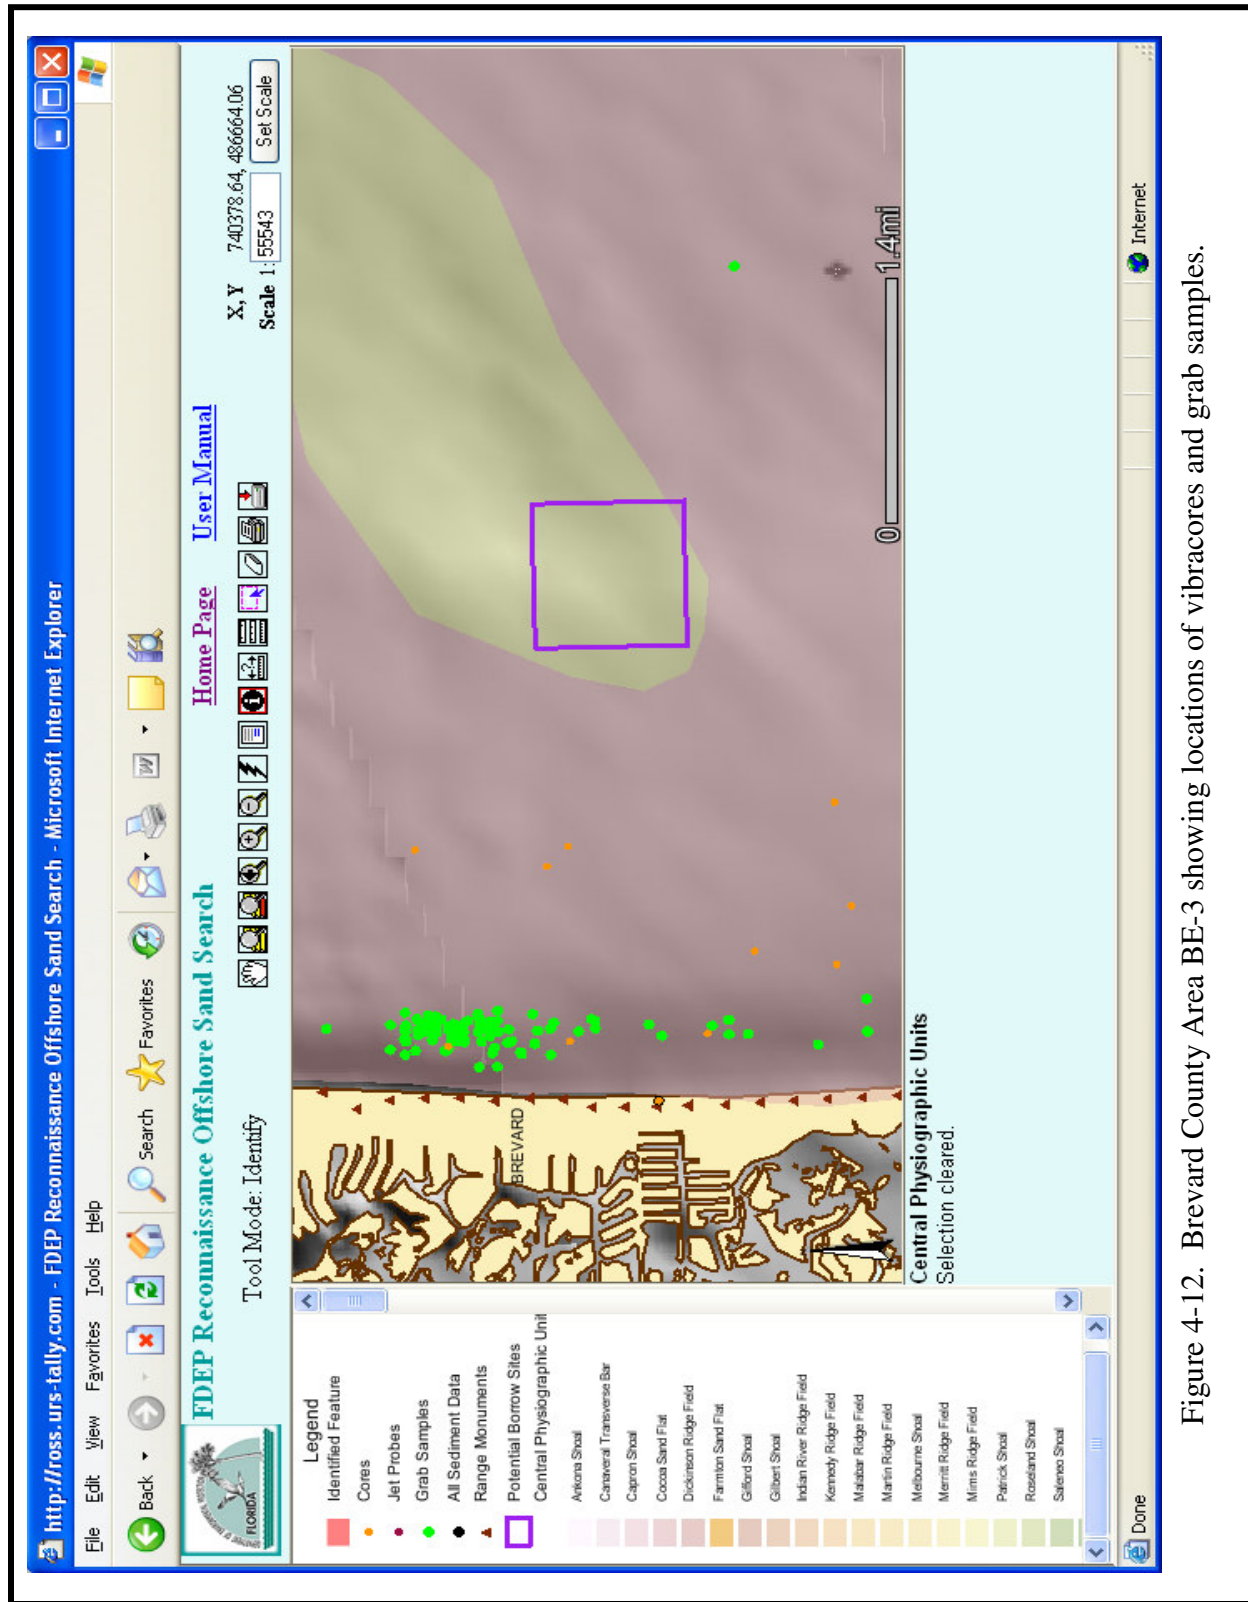 http://ross.urs-tally.com - FDEP Reconnaissance Offshore Sand Search - Microsoft Internet Explorer
File Edit View Favorites Tools Help
Back Search Favorites
FLORIDA
FDEP Reconnaissance Offshore Sand Search
Home Page
User Manual
Tool Mode: Identify
X, Y 740378.64, 486664.06
Scale 1: 55543
Set Scale
Legend
Identified Feature
Cores
Jet Probes
Grab Samples
All Sediment Data
Range Monuments
Potential Borrow Sites
Central Physiographic Unit
Ankona Shoal
Canaveral Transverse Bar
Capron Shoal
Cocoa Sand Flat
Dickinson Ridge Field
Farmton Sand Flat
Gifford Shoal
Gilbert Shoal
Indian River Ridge Field
Kennedy Ridge Field
Malabar Ridge Field
Martin Ridge Field
Melbourne Shoal
Merritt Ridge Field
Mims Ridge Field
Patrick Shoal
Roseland Shoal
Salerno Shoal
BREVARD
0 1.4mi
Central Physiographic Units
Selection cleared.
Done
Internet
Figure 4-12. Brevard County Area BE-3 showing locations of vibracores and grab samples.